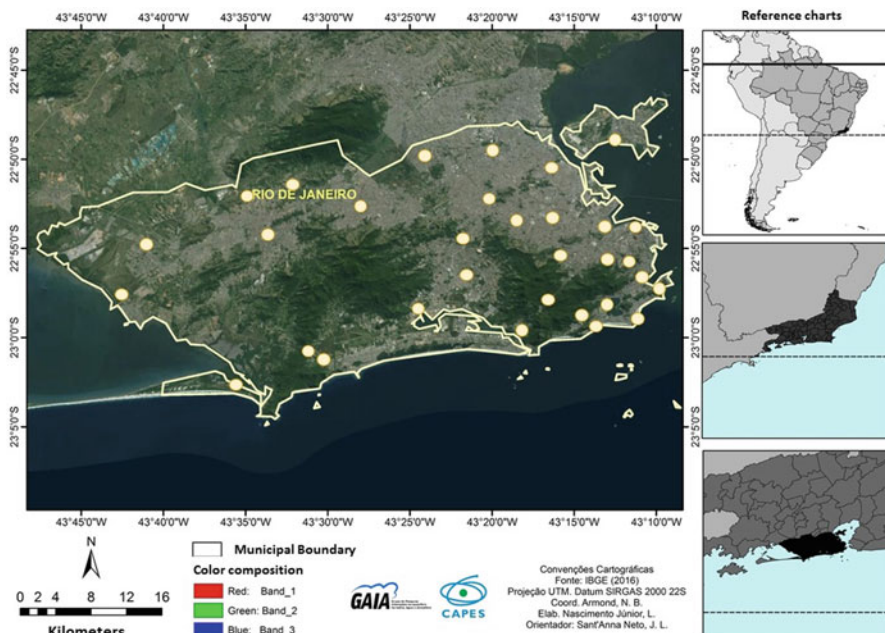 Reference charts
43°45'0"W 43°40'0"W 43°35'0"W 43°30'0"W 43°25'0"W 43°20'0"W 43°15'0"W 43°10'0"W
22°45'0"S
22°50'0"S
22°55'0"S
23°0'0"S
23°5'0"S
22°45'0"S
22°50'0"S
22°55'0"S
23°0'0"S
23°5'0"S
RIO DE JANEIRO
43°45'0"W 43°40'0"W 43°35'0"W 43°30'0"W 43°25'0"W 43°20'0"W 43°15'0"W 43°10'0"W
N
0 2 4 8 12 16
Kilometers
Municipal Boundary
Color composition
Red: Band_1
Green: Band_2
Blue: Band_3
GAIA
CAPES
Convenções Cartográficas
Fonte: IBGE (2016)
Projeção UTM. Datum SIRGAS 2000 22S
Coord. Armond, N. B.
Elab. Nascimento Júnior, L.
Orientador: Sant'Anna Neto, J. L.